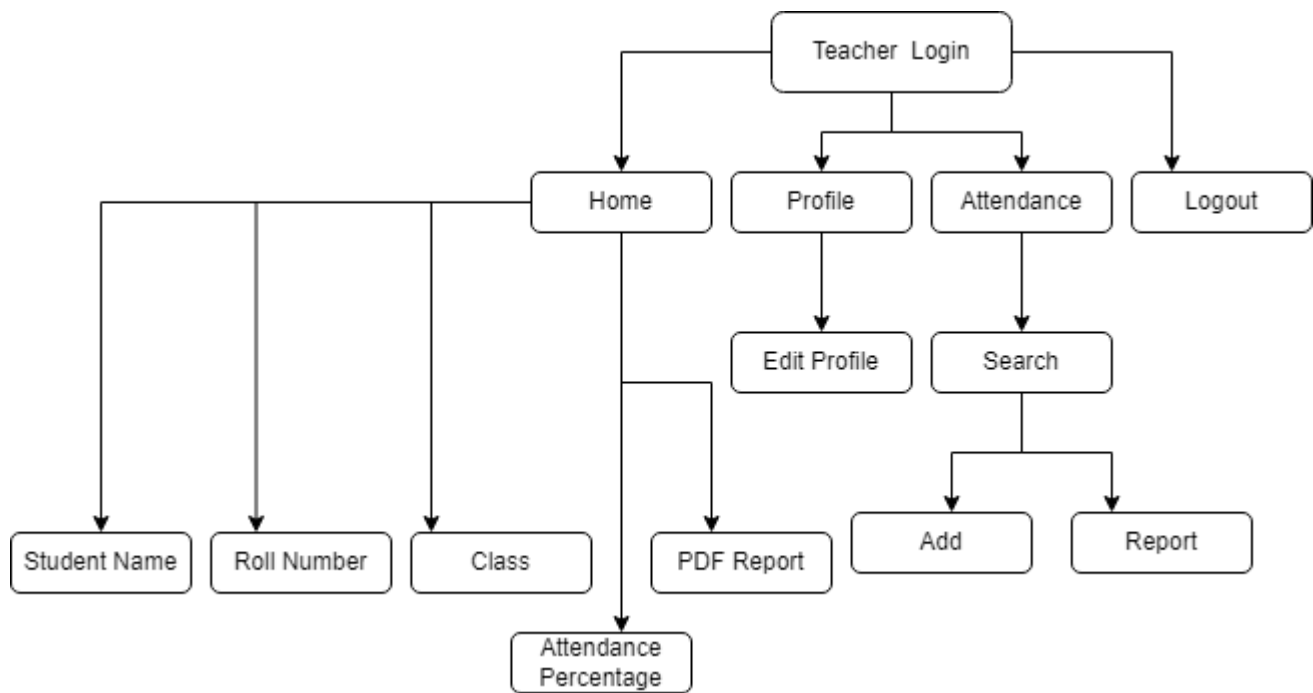 Teacher Login
Home
Profile
Attendance
Logout
Edit Profile
Search
Student Name
Roll Number
Class
PDF Report
Add
Report
Attendance
Percentage